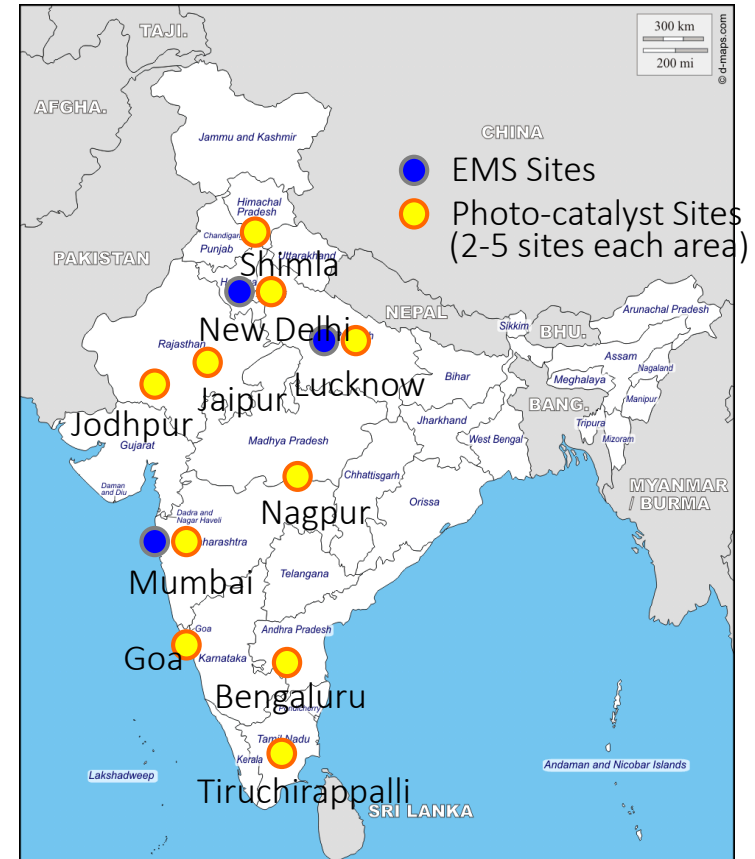 TAJI.
300 km
200 mi
© d-maps.com
AFGHA.
CHINA
Jammu and Kashmir
EMS Sites
Photo-catalyst Sites
(2-5 sites each area)
Himachal
Pradesh
Punjab
PAKISTAN
Uttarakhand
Shimla
NEPAL
New Delhi
Arunachal Pradesh
Sikkim
BHU.
Rajasthan
Assam
Nagaland
Lucknow
Bihar
Meghalaya
Jaipur
Manipur
BANG.
Jodhpur
Jharkhand
Tripura
Mizoram
Gujarat
Madhya Pradesh
West Bengal
Chhattisgarh
MYANMAR
/ BURMA
Daman
and Diu
Orissa
Nagpur
Dadra and
Nagar Haveli
harashtra
Mumbai
Telangana
Goa
Andhra Pradesh
Goa
Karnataka
Bengaluru
Tamil Nadu
Kerala
Andaman and Nicobar Islands
Lakshadweep
Tiruchirappalli
SRI LANKA